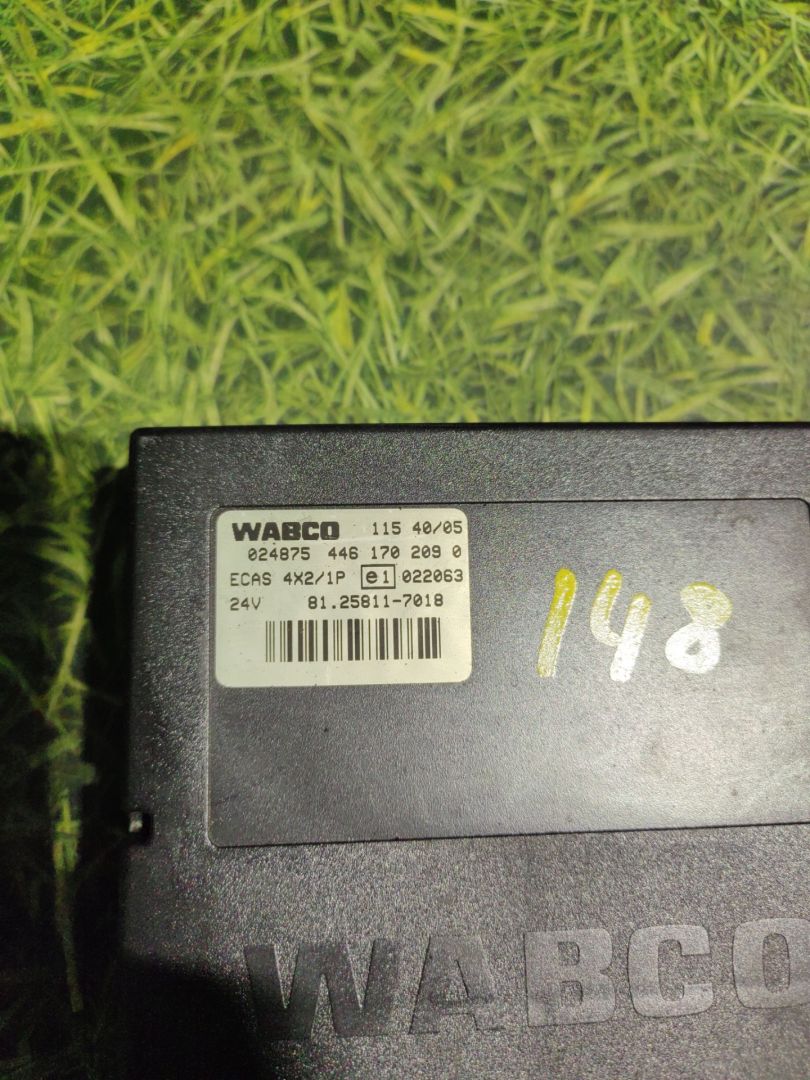 WABCO 115 40/05
024875 446 170 209 0
ECAS 4X2/1P e1 022063
24V 81.25811-7018
148
WABCO